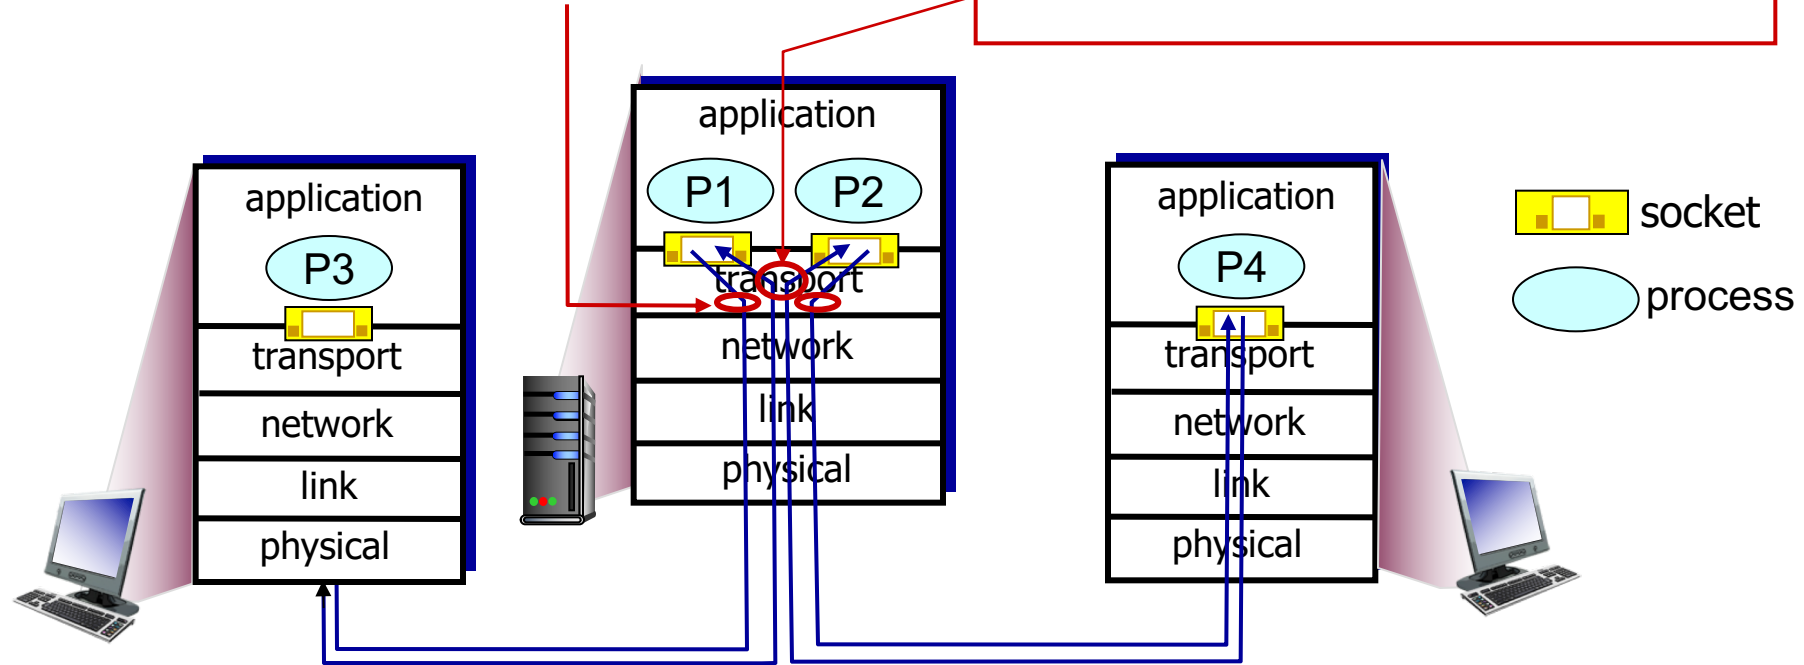 application
P3
transport
network
link
physical
application
P1
P2
transport
network
link
physical
application
P4
transport
network
link
physical
socket
process